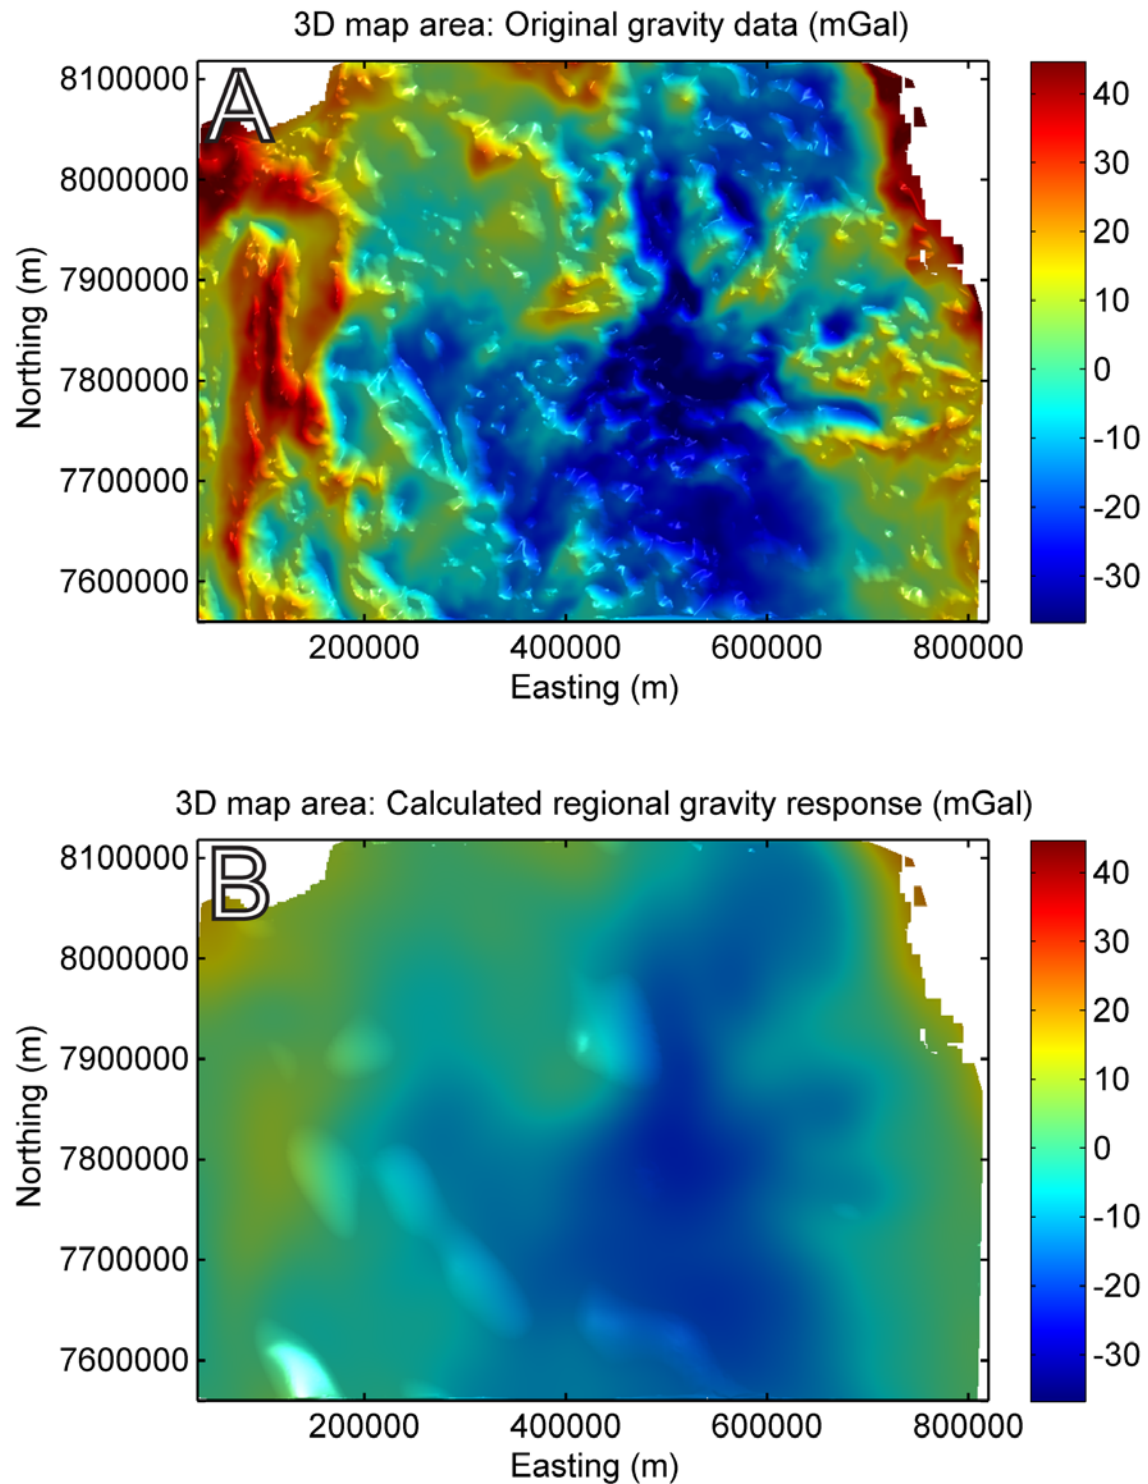 3D map area: Original gravity data (mGal)
A
8100000
8000000
7900000
7800000
7700000
7600000
Northing (m)
200000 400000 600000 800000
Easting (m)
40
30
20
10
0
-10
-20
-30
3D map area: Calculated regional gravity response (mGal)
B
8100000
8000000
7900000
7800000
7700000
7600000
Northing (m)
200000 400000 600000 800000
Easting (m)
40
30
20
10
0
-10
-20
-30